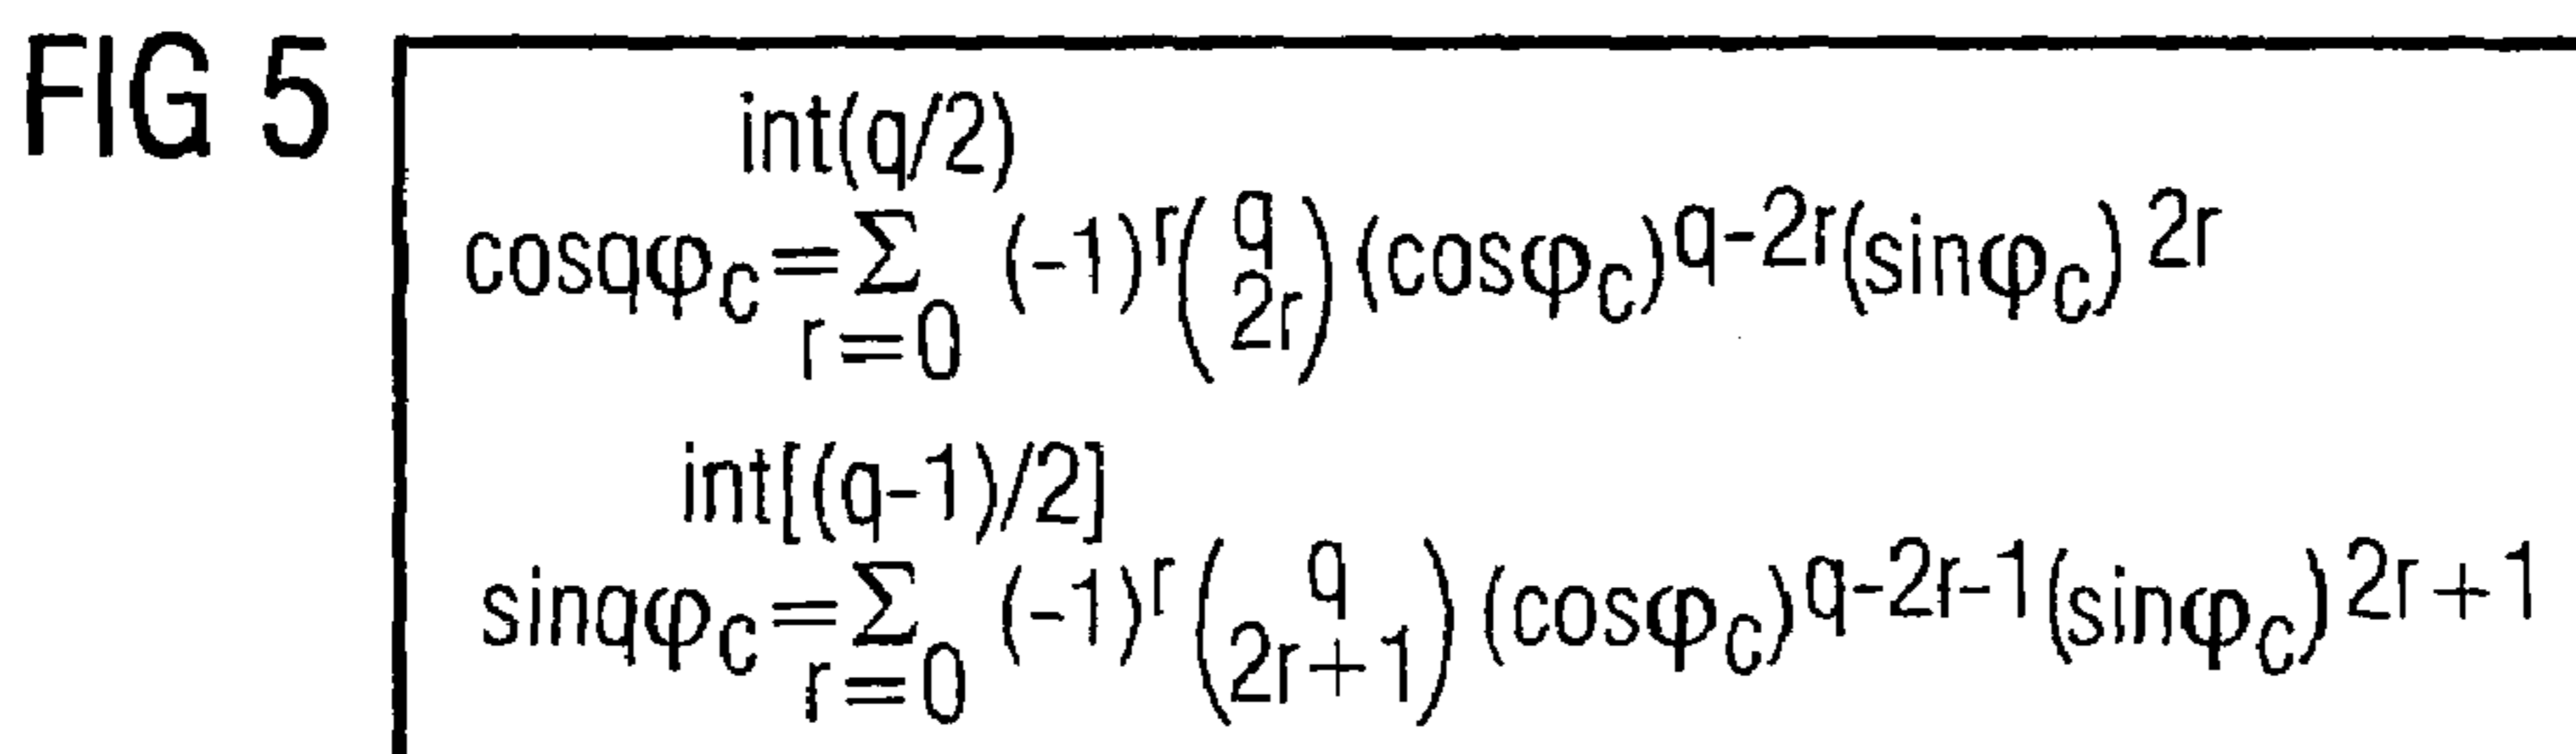 FIG 5
int(q/2)
cosqφc=Σ (-1)^r (q 2r) (cosφc)^q-2r (sinφc)^2r
r=0
int[(q-1)/2]
sinqφc=Σ (-1)^r (q 2r+1) (cosφc)^q-2r-1 (sinφc)^2r+1
r=0